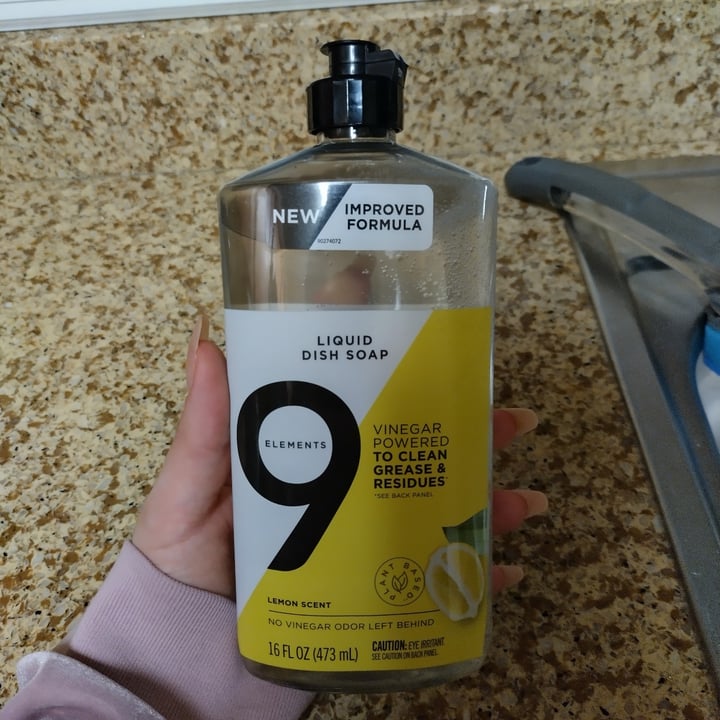 NEW
IMPROVED
FORMULA
90274072
LIQUID
DISH SOAP
9
ELEMENTS
VINEGAR
POWERED
TO CLEAN
GREASE &
RESIDUES*
*SEE BACK PANEL
PLANT BASED
LEMON SCENT
NO VINEGAR ODOR LEFT BEHIND
16 FL OZ (473 mL)
CAUTION: EYE IRRITANT.
SEE CAUTION ON BACK PANEL.